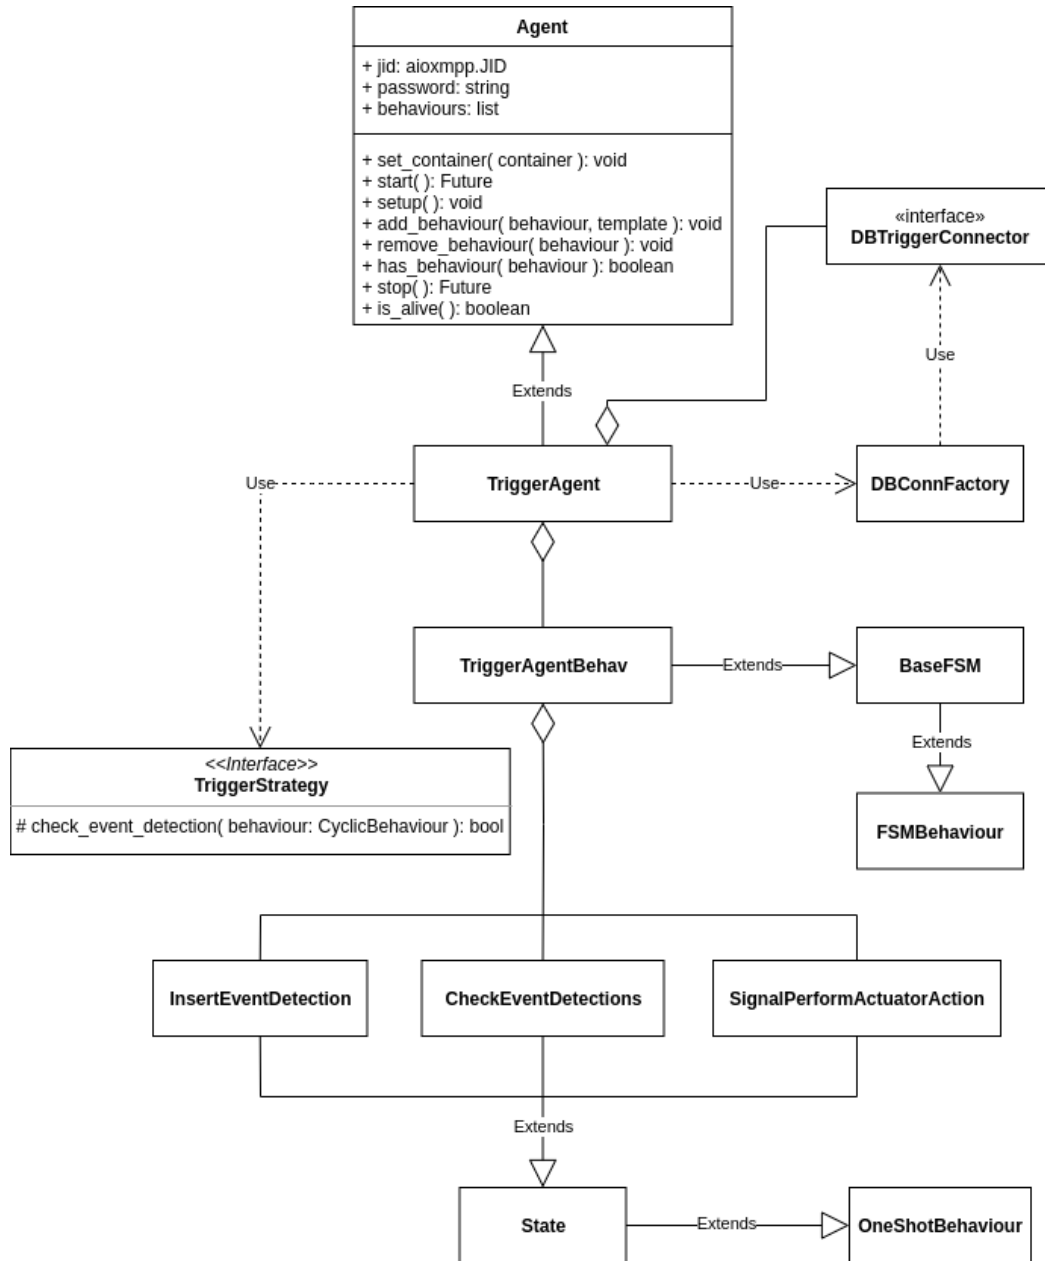 Agent
+ jid: aioxmpp.JID
+ password: string
+ behaviours: list
+ set_container( container ): void
+ start( ): Future
+ setup( ): void
+ add_behaviour( behaviour, template ): void
+ remove_behaviour( behaviour ): void
+ has_behaviour( behaviour ): boolean
+ stop( ): Future
+ is_alive( ): boolean
«interface»
DBTriggerConnector
Use
Extends
Use
TriggerAgent
Use
DBConnFactory
TriggerAgentBehav
Extends
BaseFSM
Extends
<<Interface>>
TriggerStrategy
# check_event_detection( behaviour: CyclicBehaviour ): bool
FSMBehaviour
InsertEventDetection
CheckEventDetections
SignalPerformActuatorAction
Extends
State
Extends
OneShotBehaviour